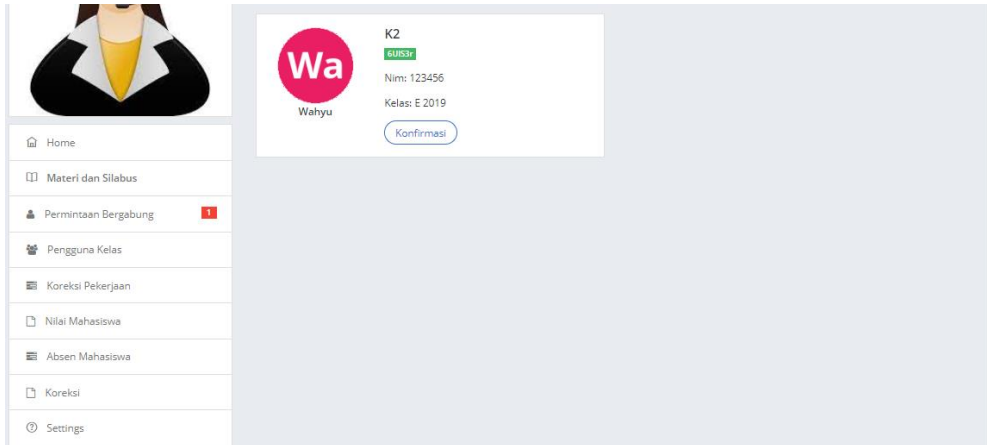 Home
Materi dan Silabus
Permintaan Bergabung 1
Pengguna Kelas
Koreksi Pekerjaan
Nilai Mahasiswa
Absen Mahasiswa
Koreksi
Settings
Wa
Wahyu
K2
6UIS3r
Nim: 123456
Kelas: E 2019
Konfirmasi